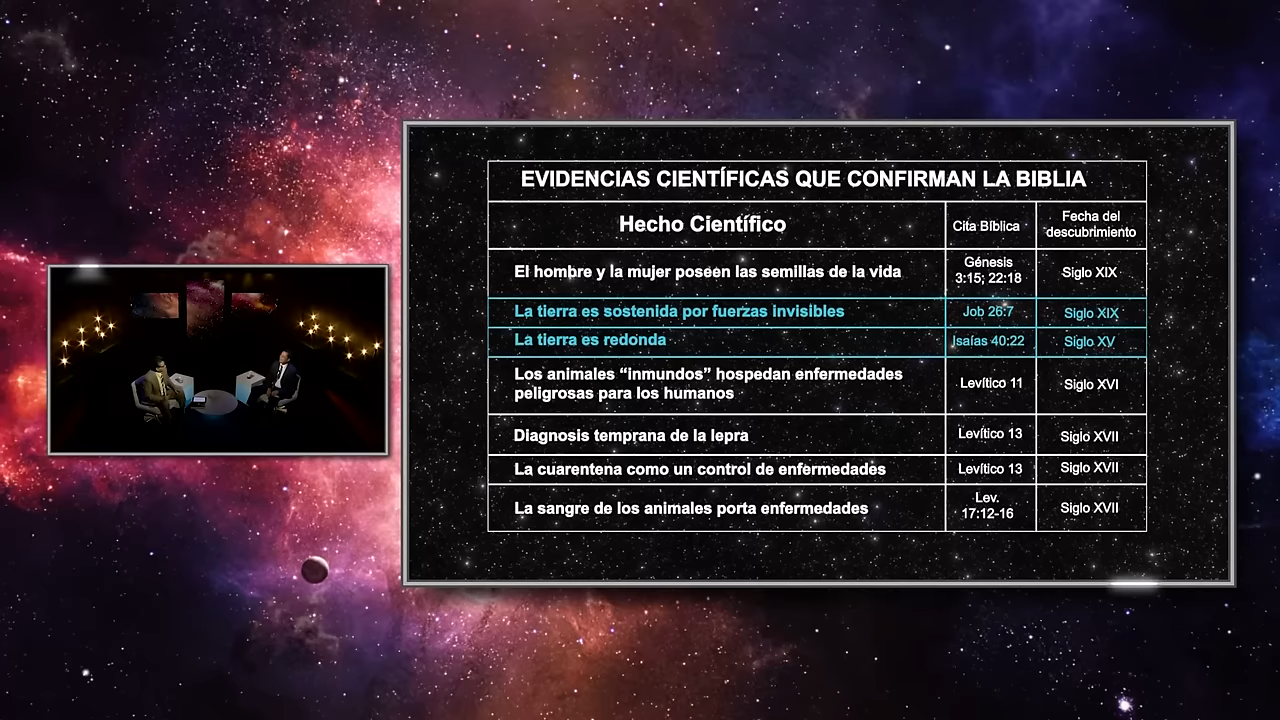 EVIDENCIAS CIENTÍFICAS QUE CONFIRMAN LA BIBLIA
Hecho Científico
Cita Bíblica
Fecha del
descubrimiento
El hombre y la mujer poseen las semillas de la vida
Génesis
3:15; 22:18
Siglo XIX
La tierra es sostenida por fuerzas invisibles
Job 26:7
Siglo XIX
La tierra es redonda
Isaías 40:22
Siglo XV
Los animales “inmundos” hospedan enfermedades
peligrosas para los humanos
Levítico 11
Siglo XVI
Diagnosis temprana de la lepra
Levítico 13
Siglo XVII
La cuarentena como un control de enfermedades
Levítico 13
Siglo XVII
La sangre de los animales porta enfermedades
Lev.
17:12-16
Siglo XVII